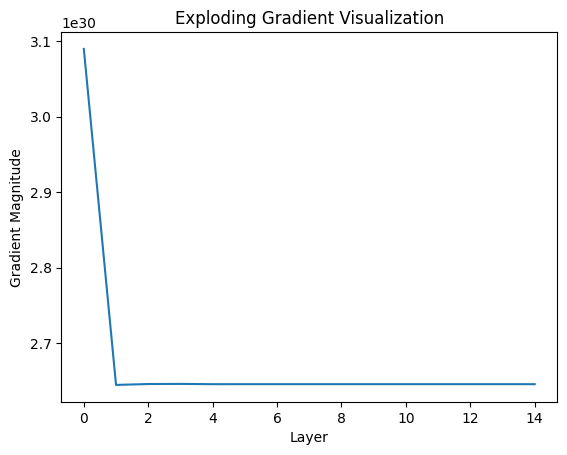 Exploding Gradient Visualization
1e30
3.1
3.0
2.9
2.8
2.7
Gradient Magnitude
0 2 4 6 8 10 12 14
Layer